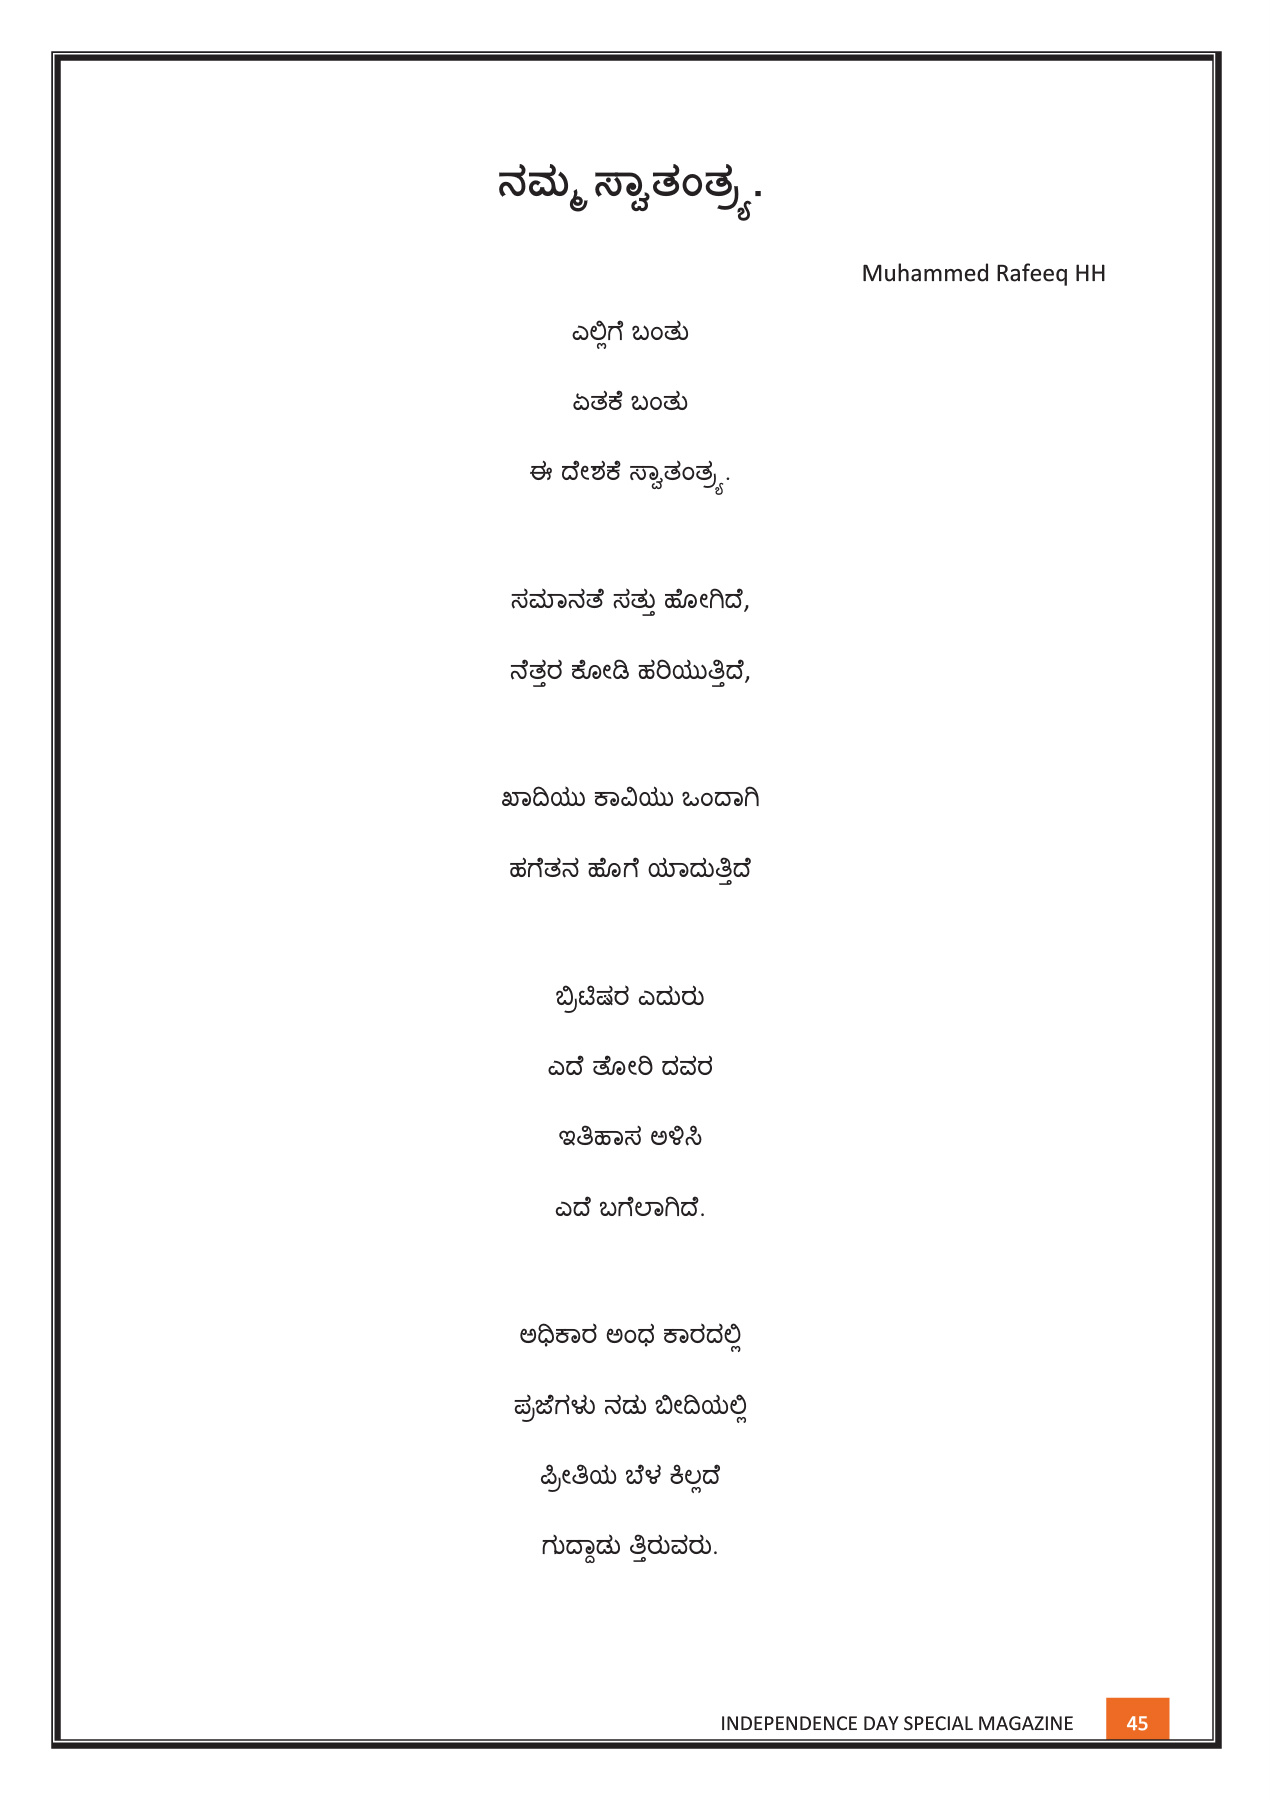 ನಮ್ಮ ಸ್ವಾತಂತ್ರ್ಯ.
Muhammed Rafeeq HH
ಎಲ್ಲಿಗೆ ಬಂತು
ಏತಕೆ ಬಂತು
ಈ ದೇಶಕೆ ಸ್ವಾತಂತ್ರ್ಯ.
ಸಮಾನತೆ ಸತ್ತು ಹೋಗಿದೆ,
ನೆತ್ತರ ಕೋಡಿ ಹರಿಯುತ್ತಿದೆ,
ಖಾದಿಯು ಕಾವಿಯು ಒಂದಾಗಿ
ಹಗೆತನ ಹೊಗೆ ಯಾದುತ್ತಿದೆ
ಬ್ರಿಟಿಷರ ಎದುರು
ಎದೆ ತೋರಿ ದವರ
ಇತಿಹಾಸ ಅಳಿಸಿ
ಎದೆ ಬಗೆಲಾಗಿದೆ.
ಅಧಿಕಾರ ಅಂಧ ಕಾರದಲ್ಲಿ
ಪ್ರಜೆಗಳು ನಡು ಬೀದಿಯಲ್ಲಿ
ಪ್ರೀತಿಯ ಬೆಳ ಕಿಲ್ಲದೆ
ಗುದ್ದಾಡು ತ್ತಿರುವರು.
INDEPENDENCE DAY SPECIAL MAGAZINE 45